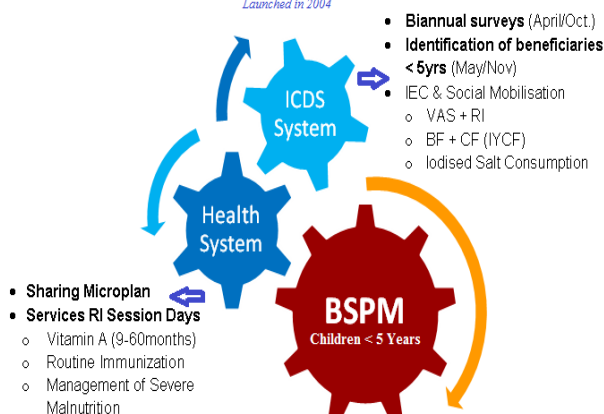 Launched in 2004
• Biannual surveys (April/Oct.)
• Identification of beneficiaries
< 5yrs (May/Nov)
• IEC & Social Mobilisation
o VAS + RI
o BF + CF (IYCF)
o Iodised Salt Consumption
ICDS
System
Health
System
• Sharing Microplan
• Services RI Session Days
o Vitamin A (9-60months)
o Routine Immunization
o Management of Severe
Malnutrition
BSPM
Children < 5 Years